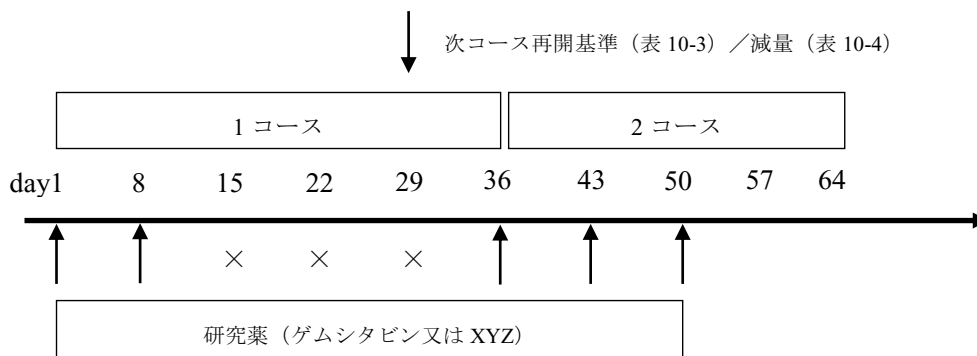 次コース再開基準（表 10-3）／減量（表 10-4）
1 コース 2 コース
day1 8 15 22 29 36 43 50 57 64
× × ×
研究薬（ゲムシタビン又は XYZ）